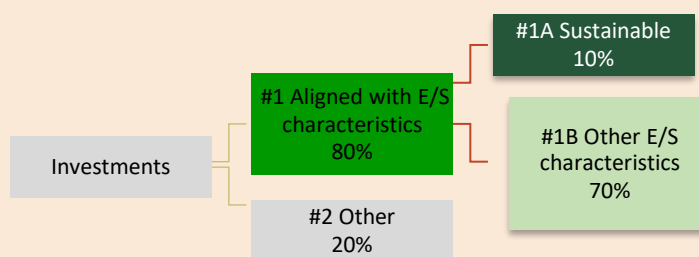 Investments
#1 Aligned with E/S
characteristics
80%
#2 Other
20%
#1A Sustainable
10%
#1B Other E/S
characteristics
70%